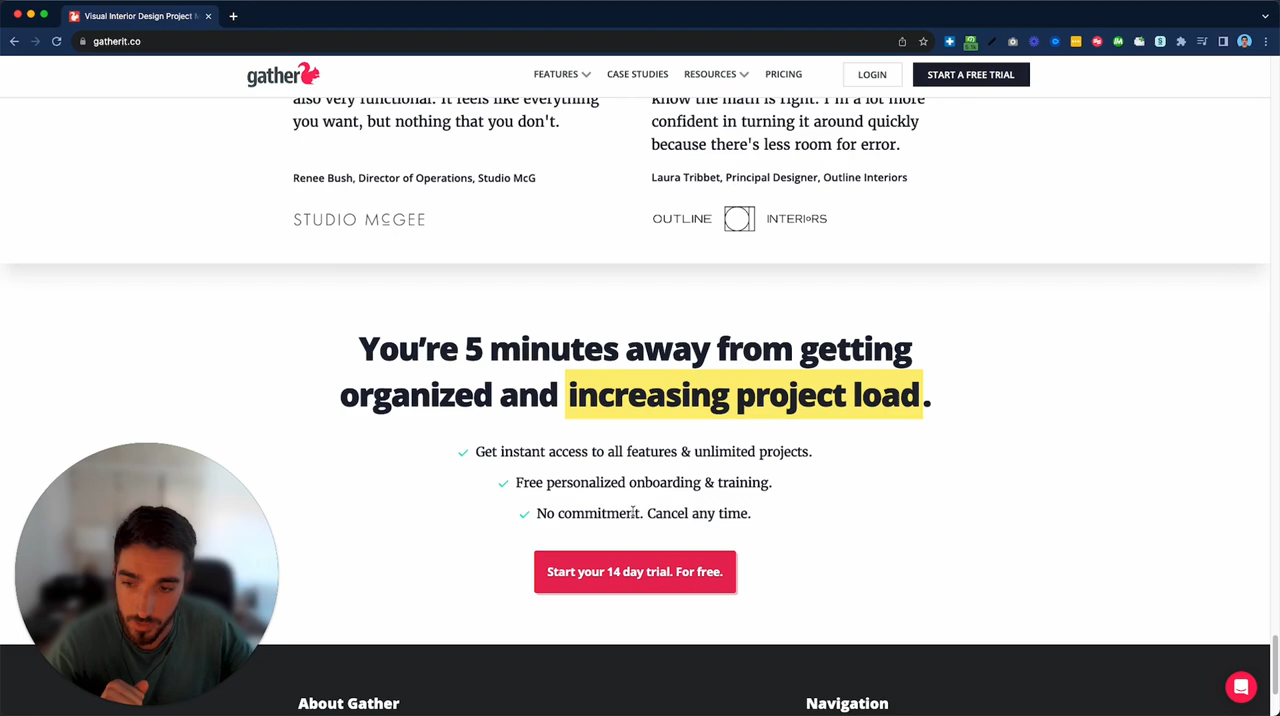 Visual Interior Design Project M
gatherit.co
gather
FEATURES
CASE STUDIES
RESOURCES
PRICING
LOGIN
START A FREE TRIAL
also very functional. It feels like everything
you want, but nothing that you don't.
Renee Bush, Director of Operations, Studio McG
STUDIO McGEE
know the math is right. I'm a lot more
confident in turning it around quickly
because there's less room for error.
Laura Tribbet, Principal Designer, Outline Interiors
OUTLINE INTERIORS
You're 5 minutes away from getting
organized and increasing project load.
Get instant access to all features & unlimited projects.
Free personalized onboarding & training.
No commitment. Cancel any time.
Start your 14 day trial. For free.
About Gather
Navigation